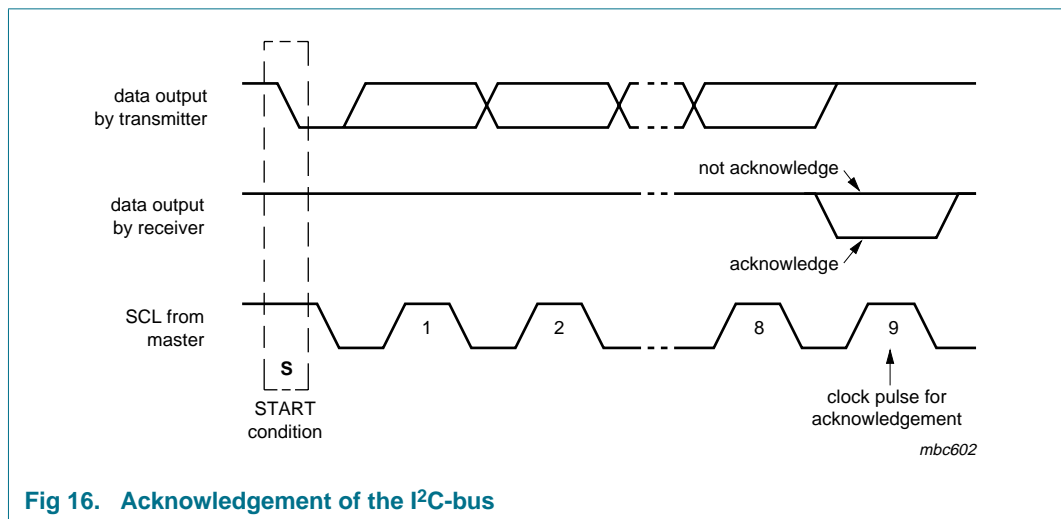 data output
by transmitter
not acknowledge
data output
by receiver
acknowledge
SCL from
master
1
2
8
9
S
START
condition
clock pulse for
acknowledgement
mbc602
Fig 16. Acknowledgement of the I²C-bus